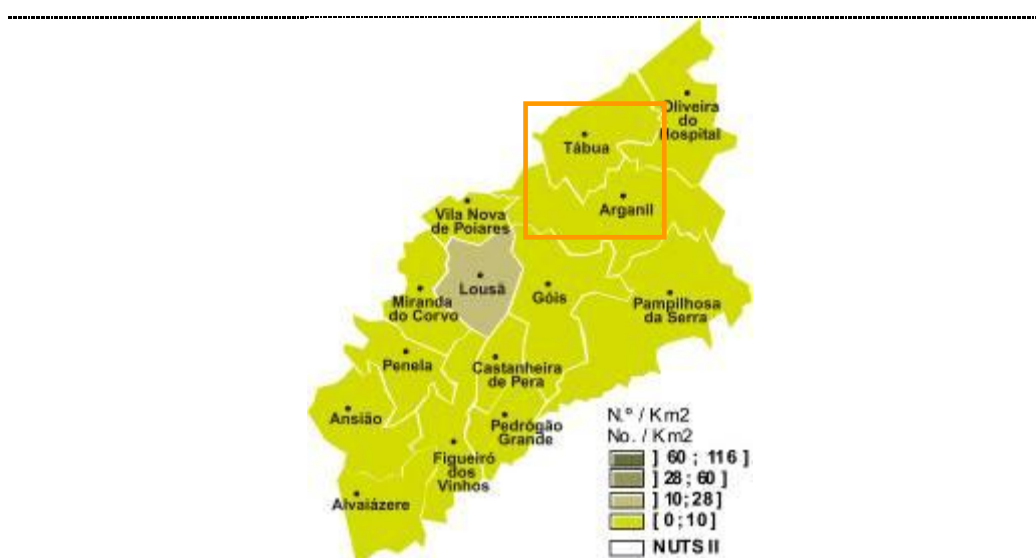 Oliveira
do
Hospital
Tábua
Arganil
Vila Nova
de Poiares
Lousã
Góis
Miranda
do Corvo
Pampilhosa
da Serra
Penela
Castanheira
de Pera
Ansião
Pedrógão
Grande
Figueiró
dos
Vinhos
Alvaiázere
N.º / Km2
No. / Km2
] 60 ; 116 ]
] 28 ; 60 ]
] 10 ; 28 ]
[ 0 ; 10 ]
NUTS II